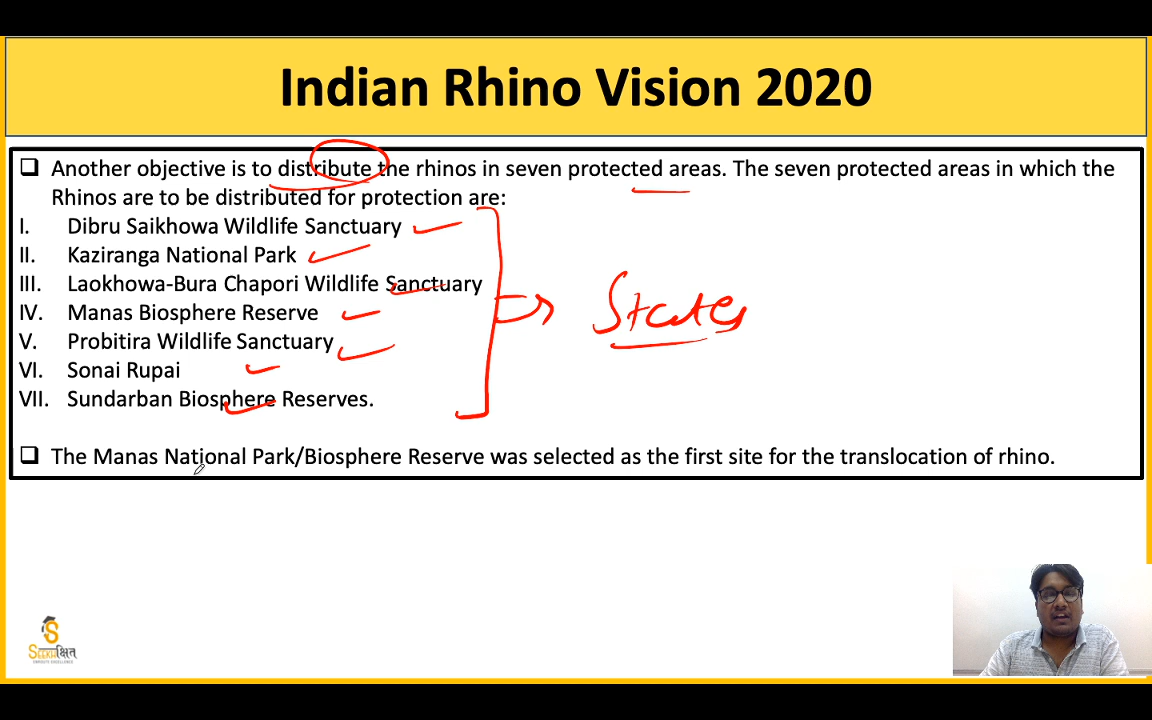 Indian Rhino Vision 2020
Another objective is to distribute the rhinos in seven protected areas. The seven protected areas in which the
Rhinos are to be distributed for protection are:
I. Dibru Saikhowa Wildlife Sanctuary
II. Kaziranga National Park
III. Laokhowa-Bura Chapori Wildlife Sanctuary
IV. Manas Biosphere Reserve
V. Probitira Wildlife Sanctuary
VI. Sonai Rupai
VII. Sundarban Biosphere Reserves.
States
The Manas National Park/Biosphere Reserve was selected as the first site for the translocation of rhino.
SEEKHक्षित